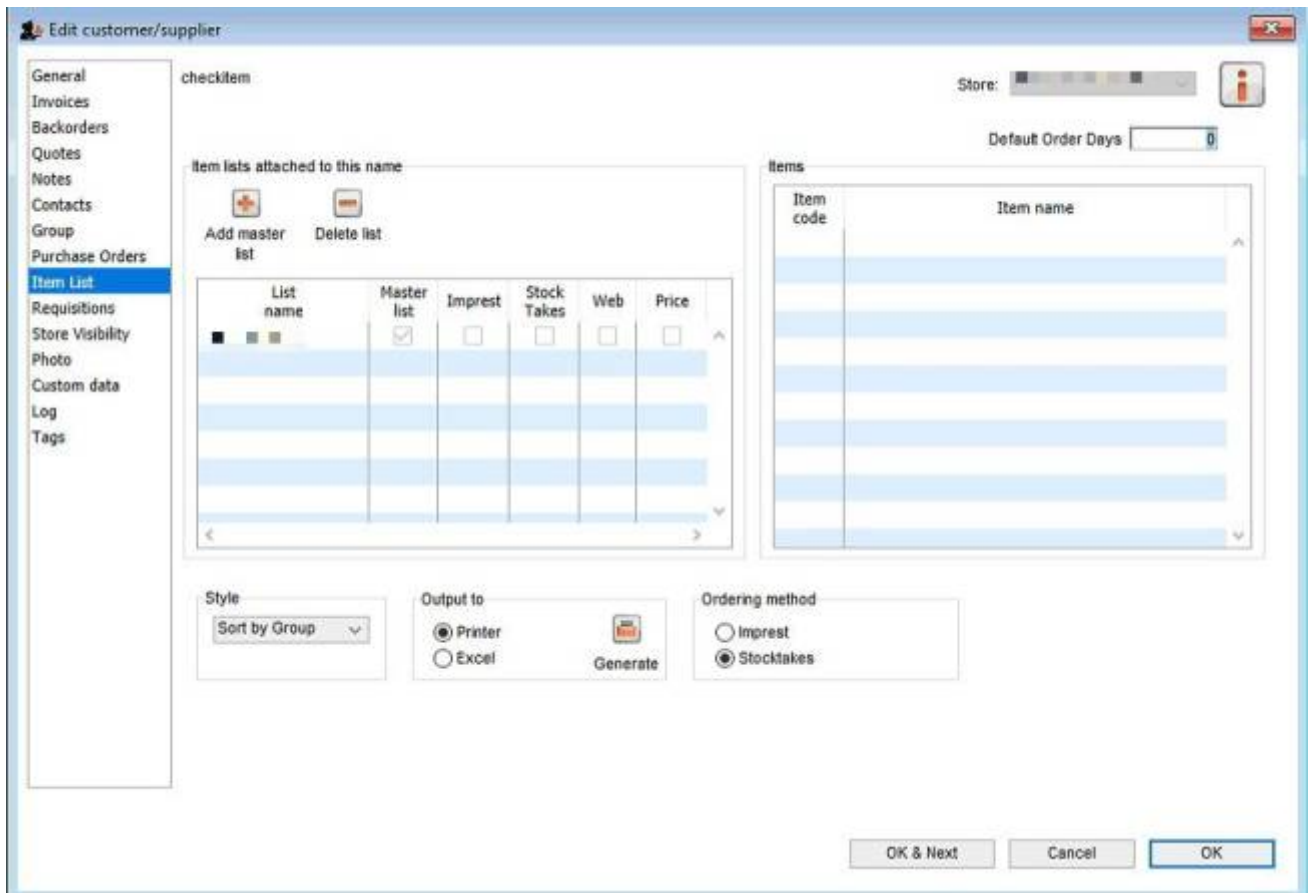 Edit customer/supplier
General
Invoices
Backorders
Quotes
Notes
Contacts
Group
Purchase Orders
Item List
Requisitions
Store Visibility
Photo
Custom data
Log
Tags
checkitem
Store:
Default Order Days 0
Item lists attached to this name
Add master
list
Delete list
List
name
Master
list
Imprest
Stock
Takes
Web
Price
Items
Item
code
Item name
Style
Sort by Group
Output to
Printer
Excel
Generate
Ordering method
Imprest
Stocktakes
OK & Next
Cancel
OK